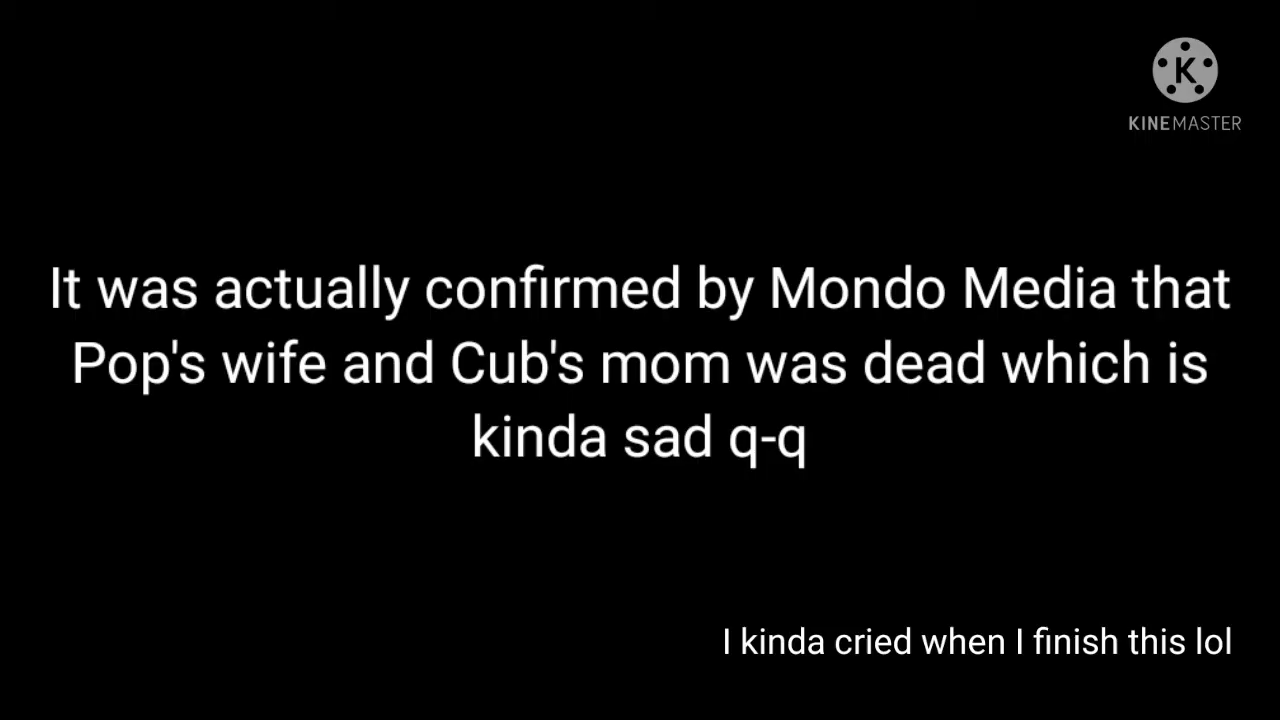 K
KINEMASTER
It was actually confirmed by Mondo Media that
Pop's wife and Cub's mom was dead which is
kinda sad q-q
I kinda cried when I finish this lol